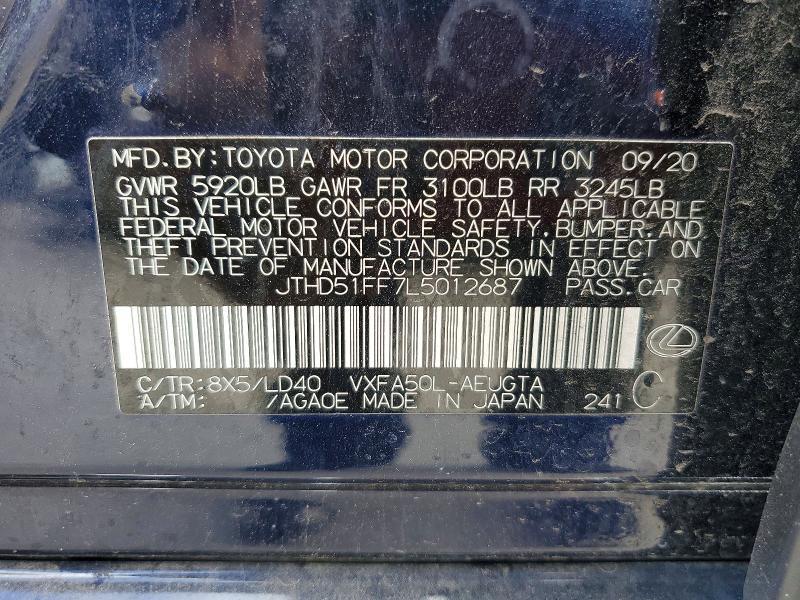 MFD. BY: TOYOTA MOTOR CORPORATION 09/20
GVWR 5920LB GAWR FR 3100LB RR 3245LB
THIS VEHICLE CONFORMS TO ALL APPLICABLE
FEDERAL MOTOR VEHICLE SAFETY, BUMPER, AND
THEFT PREVENTION STANDARDS IN EFFECT ON
THE DATE OF MANUFACTURE SHOWN ABOVE.
JTHD51FF7L5012687 PASS. CAR
C/TR: 8X5/LD40 VXFA50L-AEUGTA
A/TM: /AGA0E MADE IN JAPAN 241 C